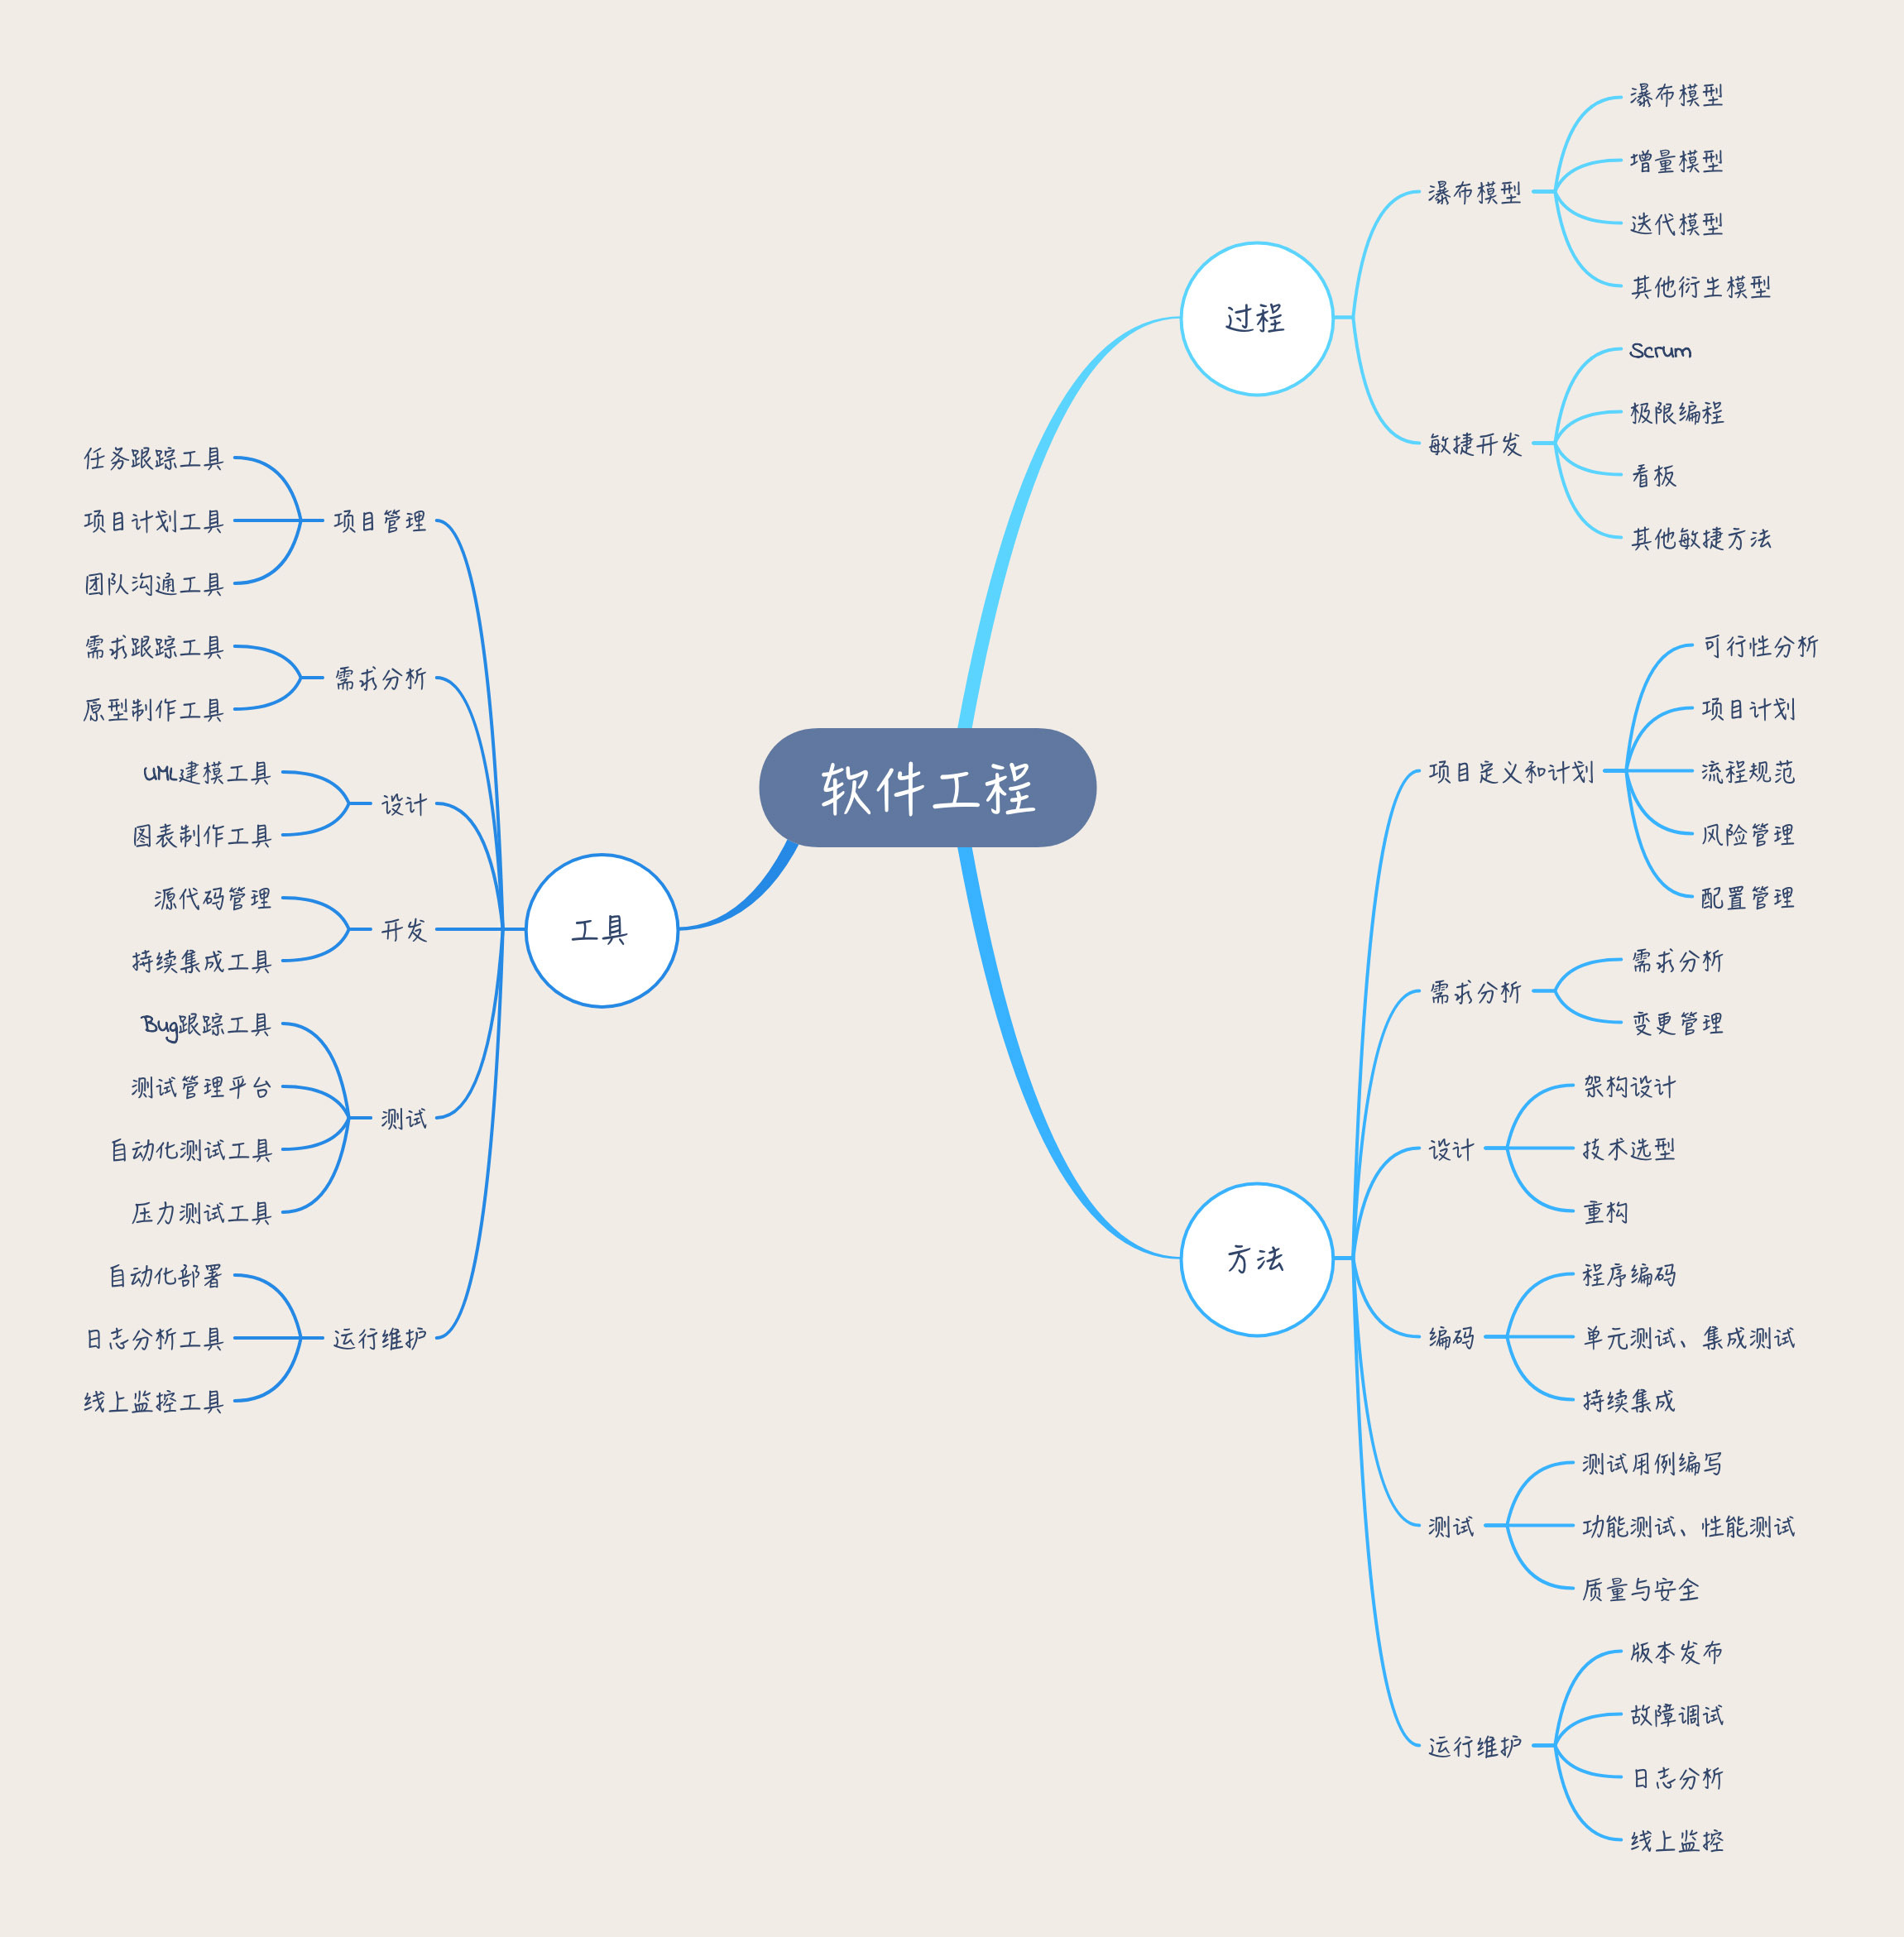 软件工程
过程
瀑布模型
瀑布模型
增量模型
迭代模型
其他衍生模型
敏捷开发
Scrum
极限编程
看板
其他敏捷方法
方法
项目定义和计划
可行性分析
项目计划
流程规范
风险管理
配置管理
需求分析
需求分析
变更管理
设计
架构设计
技术选型
重构
编码
程序编码
单元测试、集成测试
持续集成
测试
测试用例编写
功能测试、性能测试
质量与安全
运行维护
版本发布
故障调试
日志分析
线上监控
工具
项目管理
任务跟踪工具
项目计划工具
团队沟通工具
需求分析
需求跟踪工具
原型制作工具
设计
UML建模工具
图表制作工具
开发
源代码管理
持续集成工具
测试
Bug跟踪工具
测试管理平台
自动化测试工具
压力测试工具
运行维护
自动化部署
日志分析工具
线上监控工具